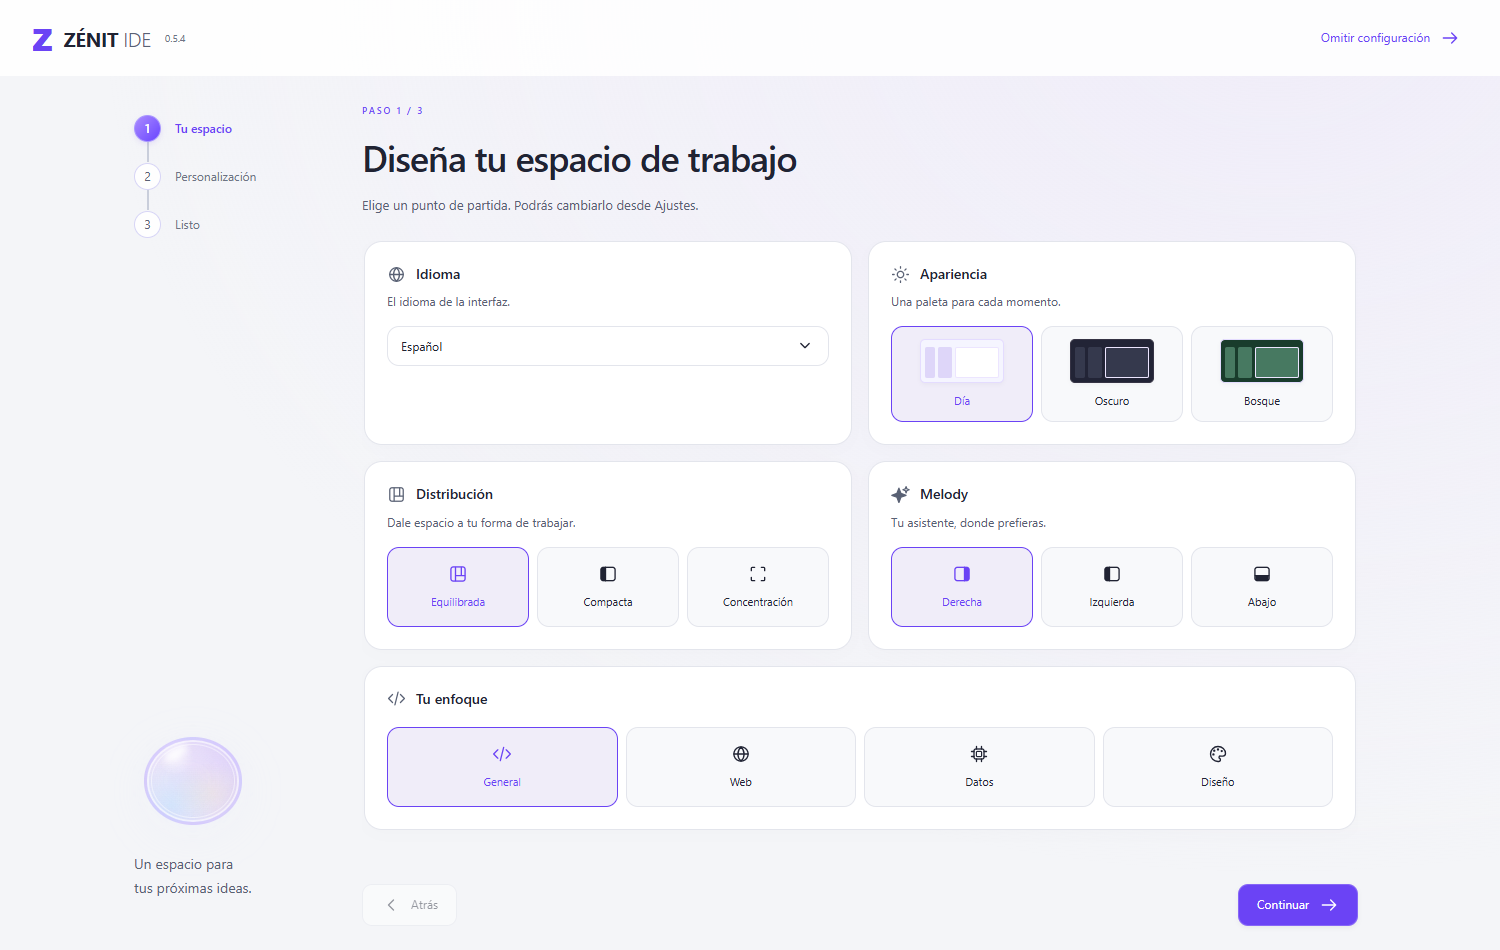 ZÉNIT IDE 0.5.4
Omitir configuración
1 Tu espacio
2 Personalización
3 Listo
PASO 1 / 3
Diseña tu espacio de trabajo
Elige un punto de partida. Podrás cambiarlo desde Ajustes.
Idioma
El idioma de la interfaz.
Español
Apariencia
Una paleta para cada momento.
Día
Oscuro
Bosque
Distribución
Dale espacio a tu forma de trabajar.
Equilibrada
Compacta
Concentración
Melody
Tu asistente, donde prefieras.
Derecha
Izquierda
Abajo
Tu enfoque
General
Web
Datos
Diseño
Un espacio para
tus próximas ideas.
Atrás
Continuar